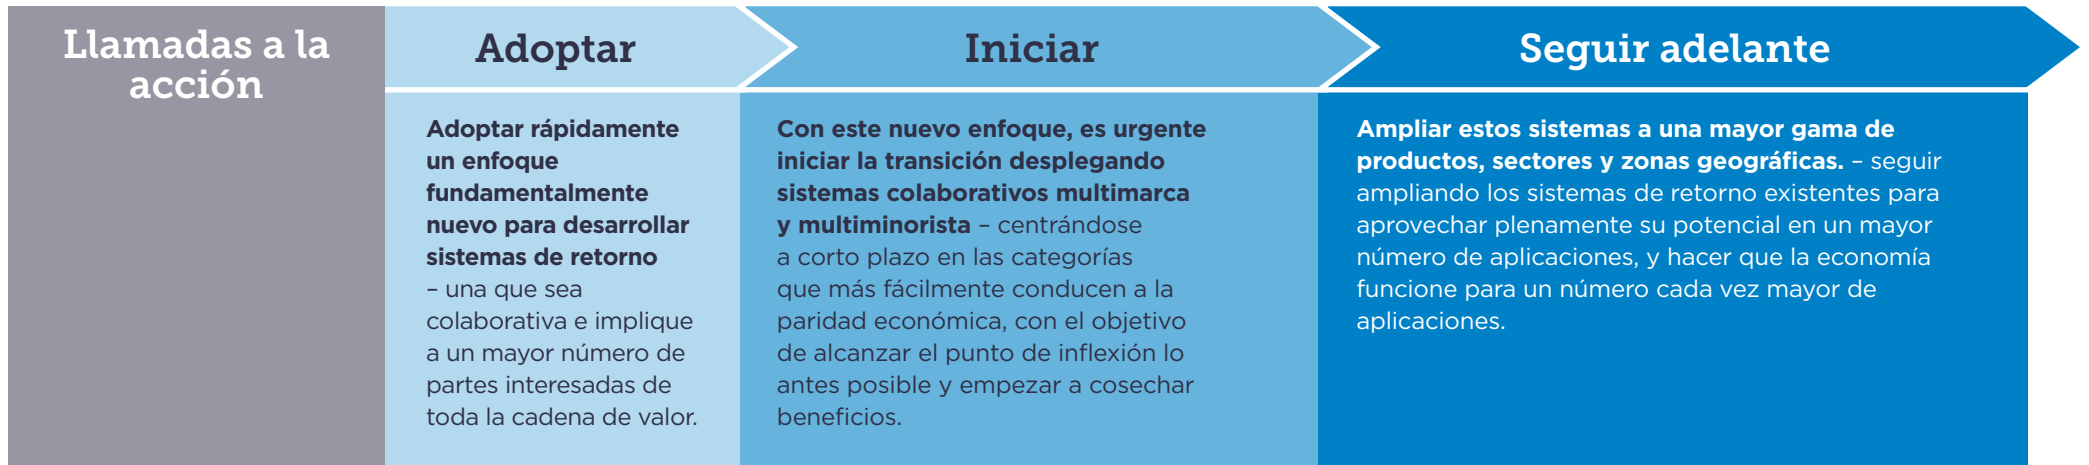 Llamadas a la
acción
Adoptar
Iniciar
Seguir adelante
Adoptar rápidamente
un enfoque
fundamentalmente
nuevo para desarrollar
sistemas de retorno
– una que sea
colaborativa e implique
a un mayor número de
partes interesadas de
toda la cadena de valor.
Con este nuevo enfoque, es urgente
iniciar la transición desplegando
sistemas colaborativos multimarca
y multiminorista – centrándose
a corto plazo en las categorías
que más fácilmente conducen a la
paridad económica, con el objetivo
de alcanzar el punto de inflexión lo
antes posible y empezar a cosechar
beneficios.
Ampliar estos sistemas a una mayor gama de
productos, sectores y zonas geográficas. – seguir
ampliando los sistemas de retorno existentes para
aprovechar plenamente su potencial en un mayor
número de aplicaciones, y hacer que la economía
funcione para un número cada vez mayor de
aplicaciones.